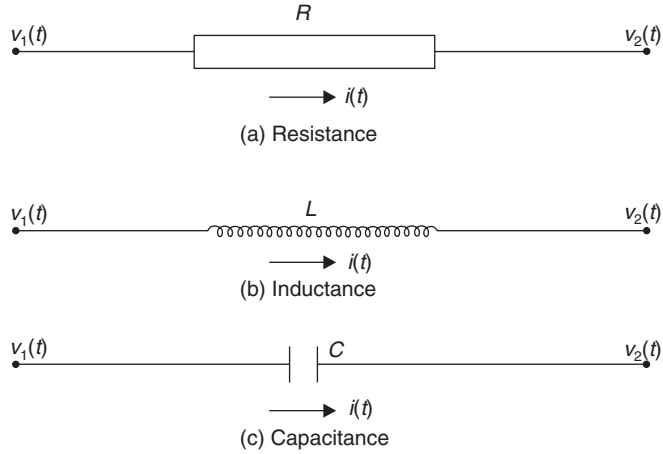 R
v1(t) v2(t)
i(t)
(a) Resistance
L
v1(t) v2(t)
i(t)
(b) Inductance
v1(t) C v2(t)
i(t)
(c) Capacitance